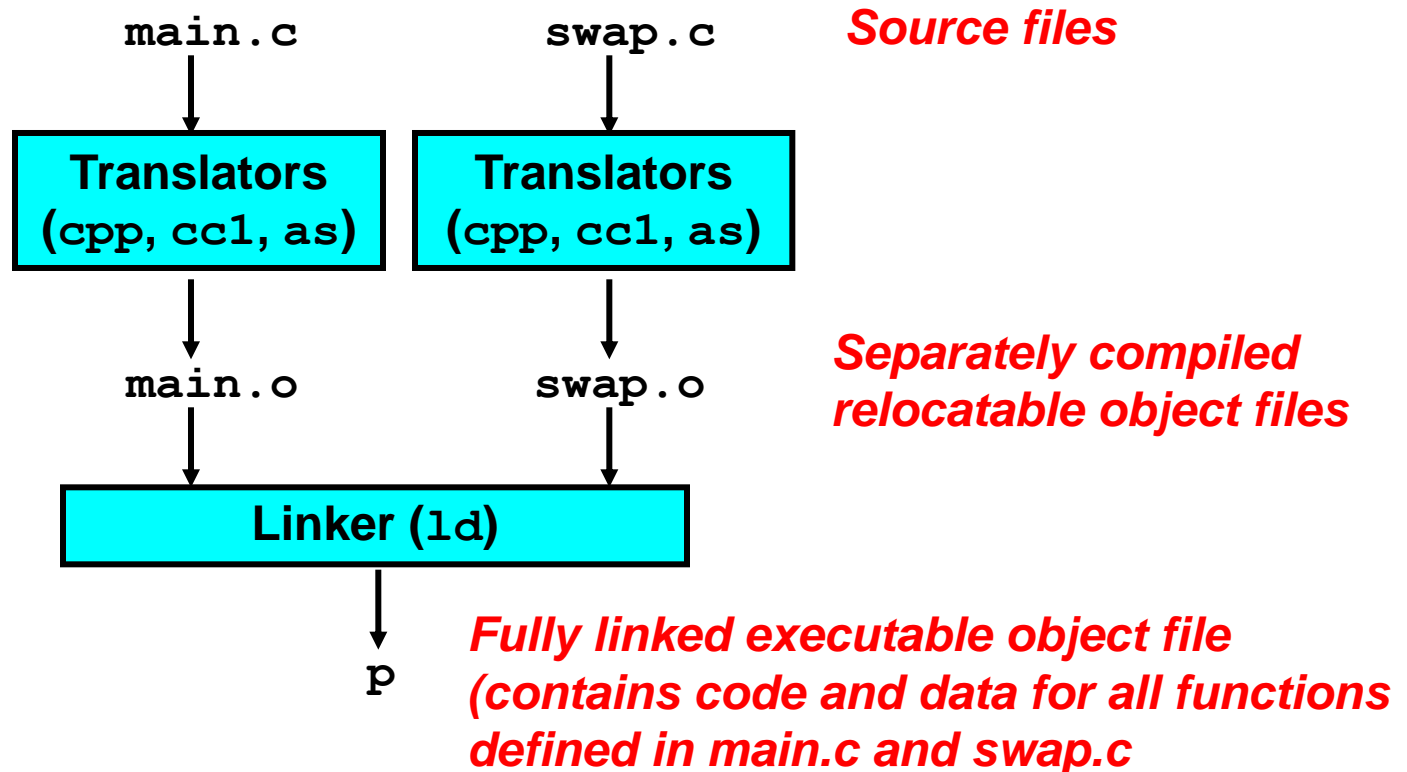 main.c swap.c Source files
Translators Translators
(cpp, cc1, as) (cpp, cc1, as)
Separately compiled
main.o swap.o relocatable object files
Linker (ld)
Fully linked executable object file
p (contains code and data for all functions
defined in main.c and swap.c